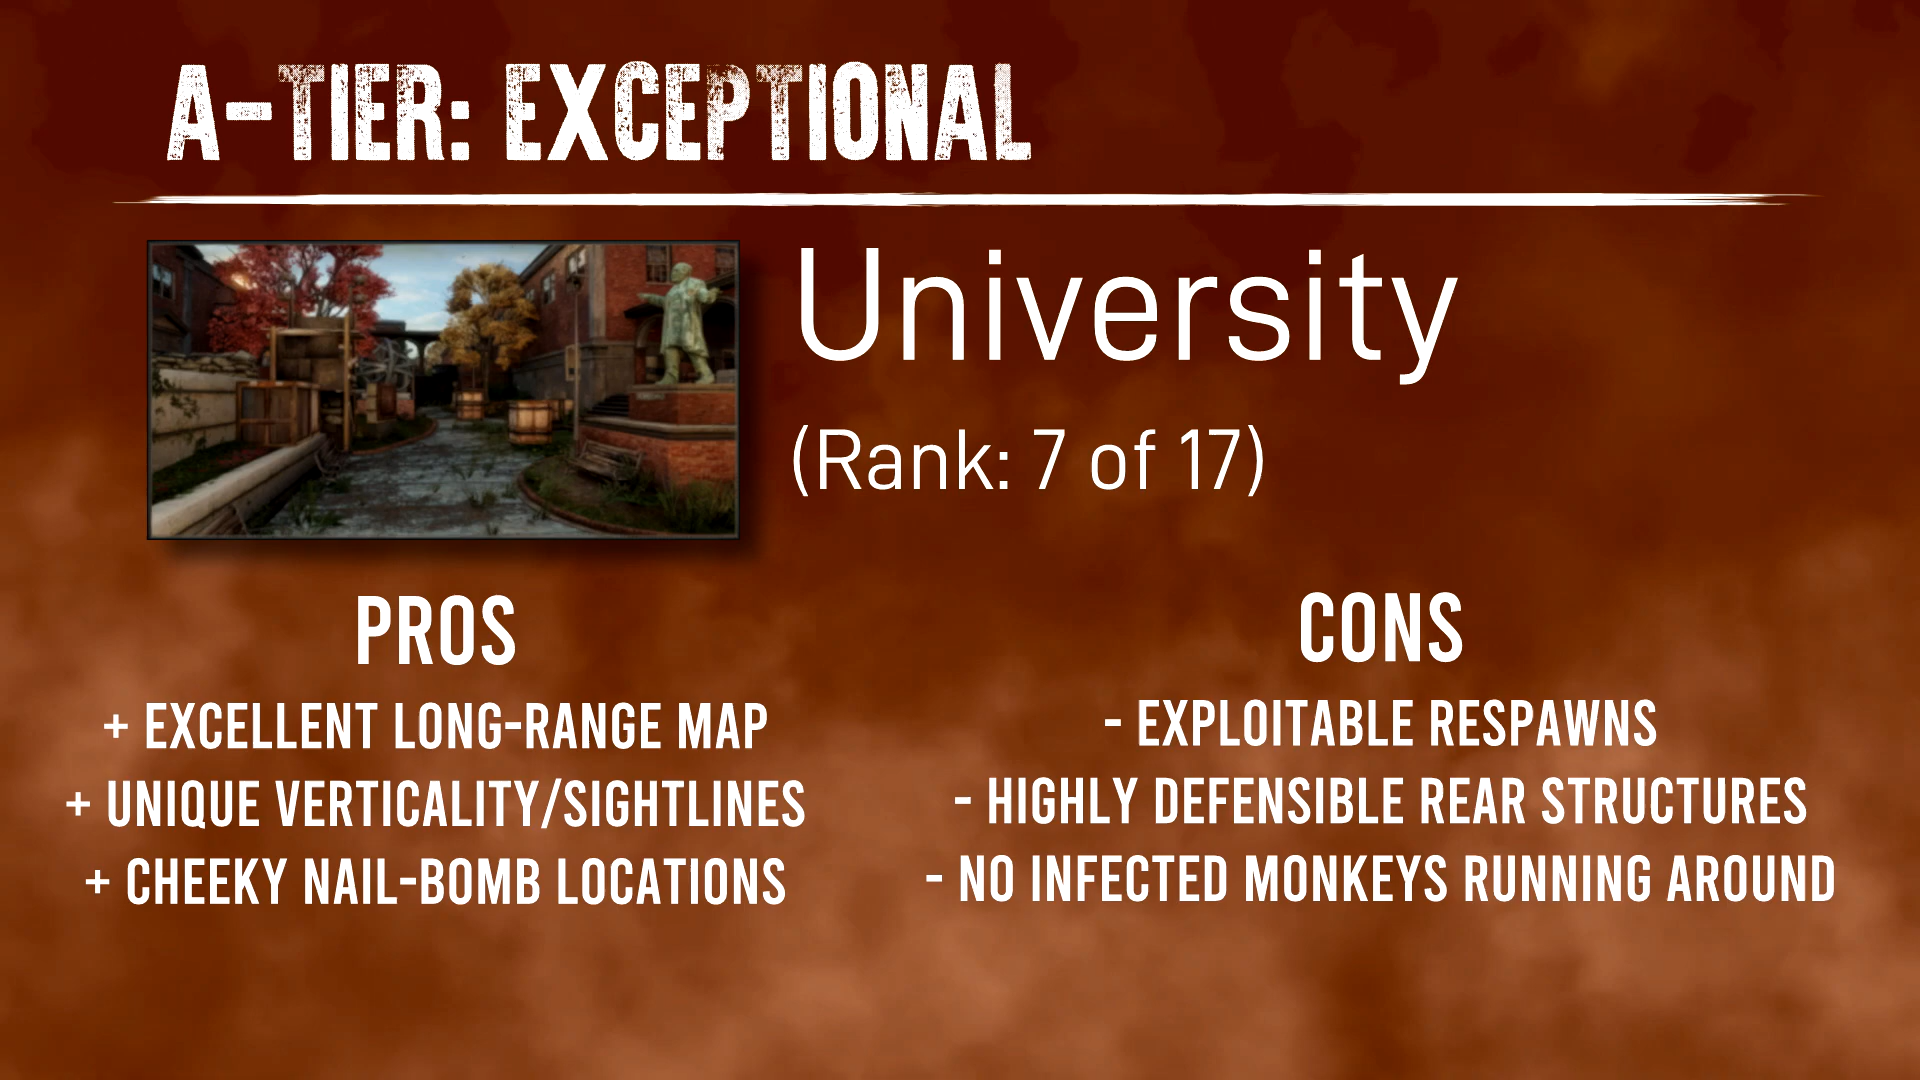 A-TIER: EXCEPTIONAL
University
(Rank: 7 of 17)
PROS
+ EXCELLENT LONG-RANGE MAP
+ UNIQUE VERTICALITY/SIGHTLINES
+ CHEEKY NAIL-BOMB LOCATIONS
CONS
- EXPLOITABLE RESPAWNS
- HIGHLY DEFENSIBLE REAR STRUCTURES
- NO INFECTED MONKEYS RUNNING AROUND